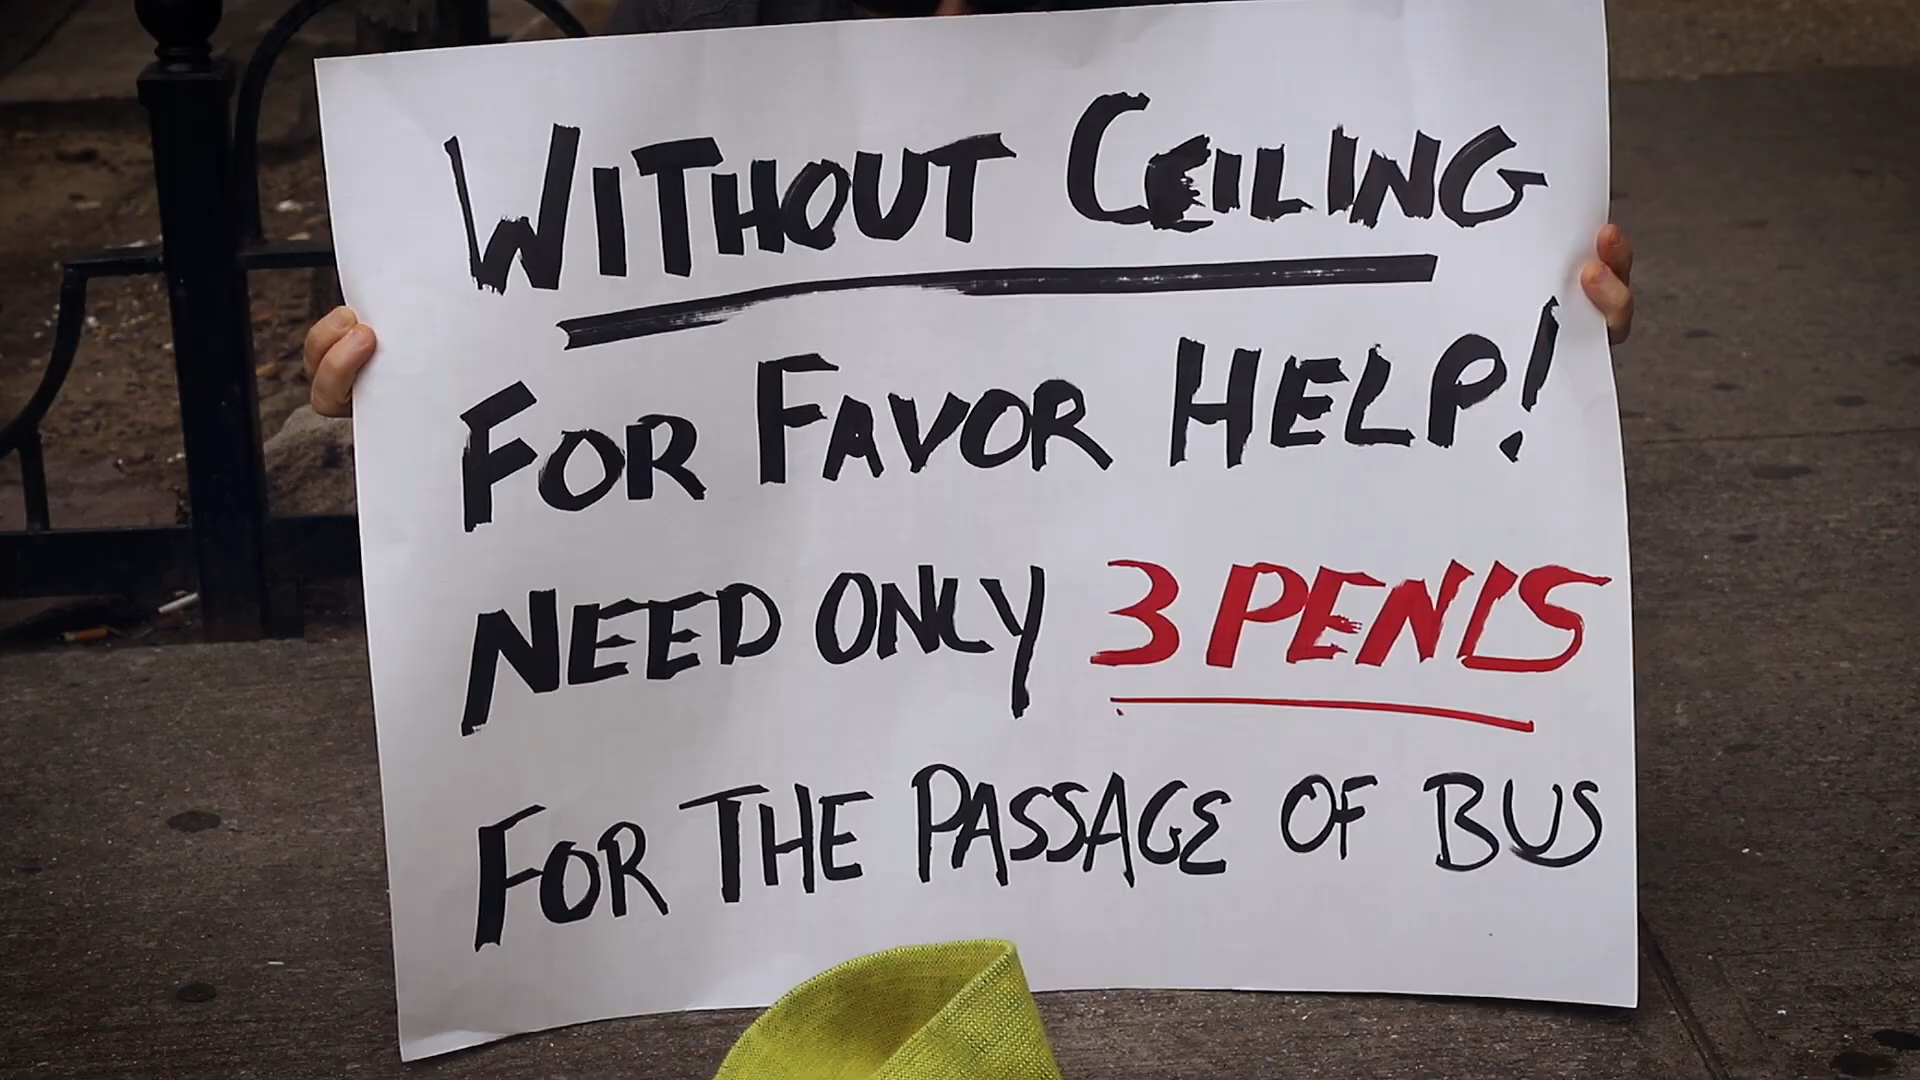 WITHOUT CEILING
FOR FAVOR HELP!
NEED ONLY 3 PENIS
FOR THE PASSAGE OF BUS